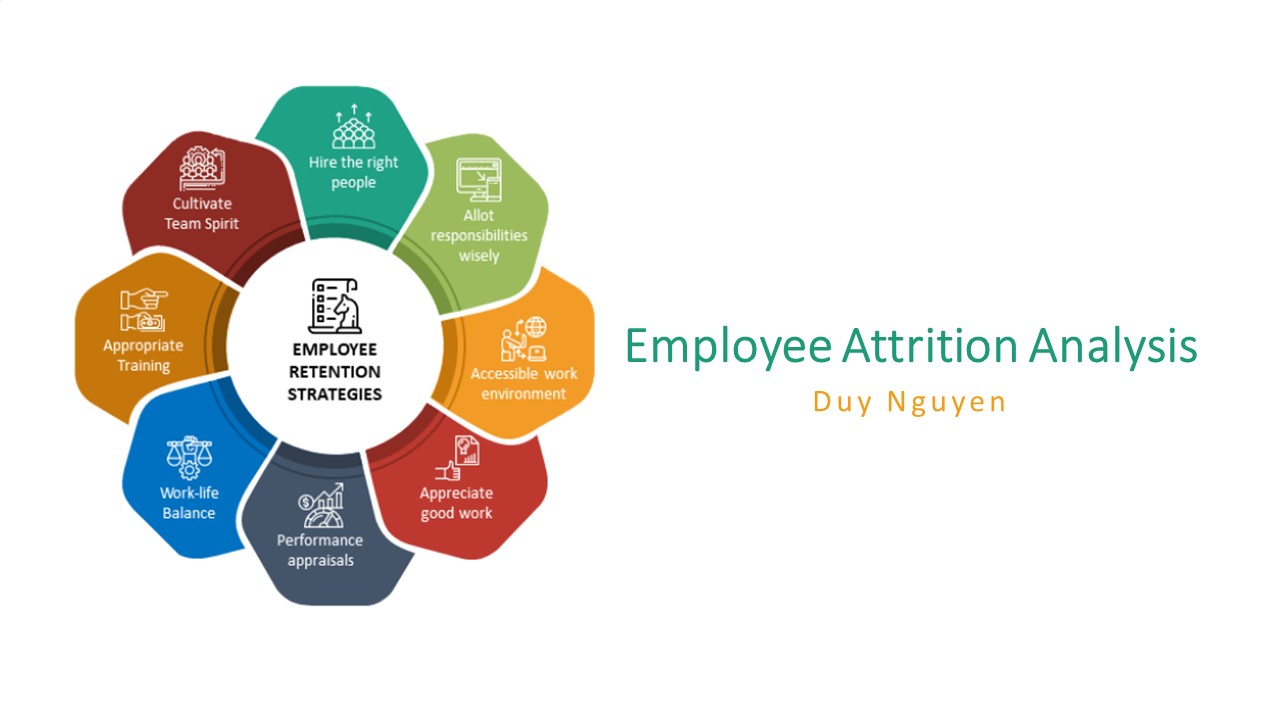 Hire the right
people
Allot
responsibilities
wisely
Accessible work
environment
Appreciate
good work
Performance
appraisals
Work-life
Balance
Appropriate
Training
Cultivate
Team Spirit
EMPLOYEE
RETENTION
STRATEGIES
Employee Attrition Analysis
Duy Nguyen